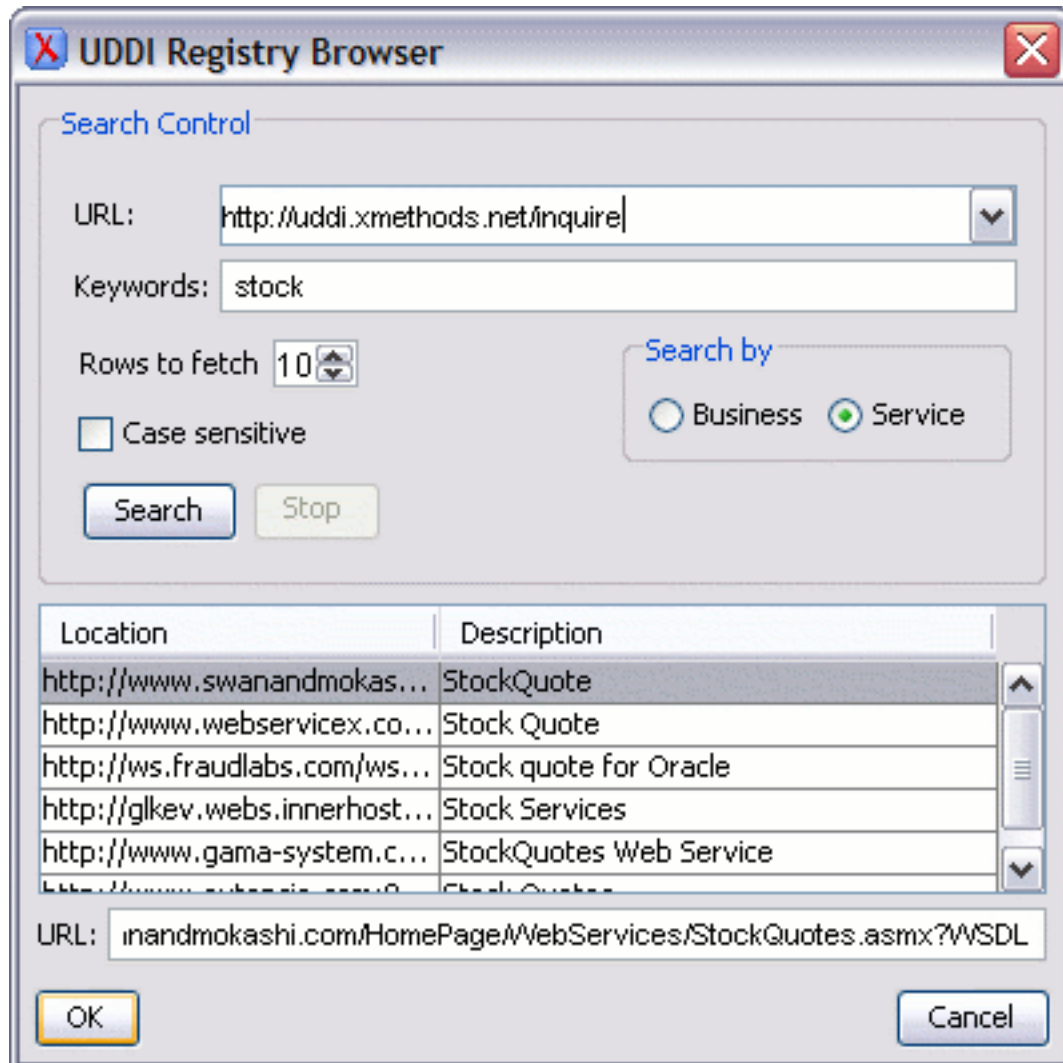 UDDI Registry Browser
Search Control
URL: http://uddi.xmethods.net/inquire
Keywords: stock
Rows to fetch 10
Search by
Business Service
Case sensitive
Search Stop
Location Description
http://www.swanandmokas... StockQuote
http://www.webservicex.co... Stock Quote
http://ws.fraudlabs.com/ws... Stock quote for Oracle
http://glkev.webs.innerhost... Stock Services
http://www.gama-system.c... StockQuotes Web Service
Stock Quotes
URL: nandmokashi.com/HomePage/WebServices/StockQuotes.asmx?WSDL
OK Cancel